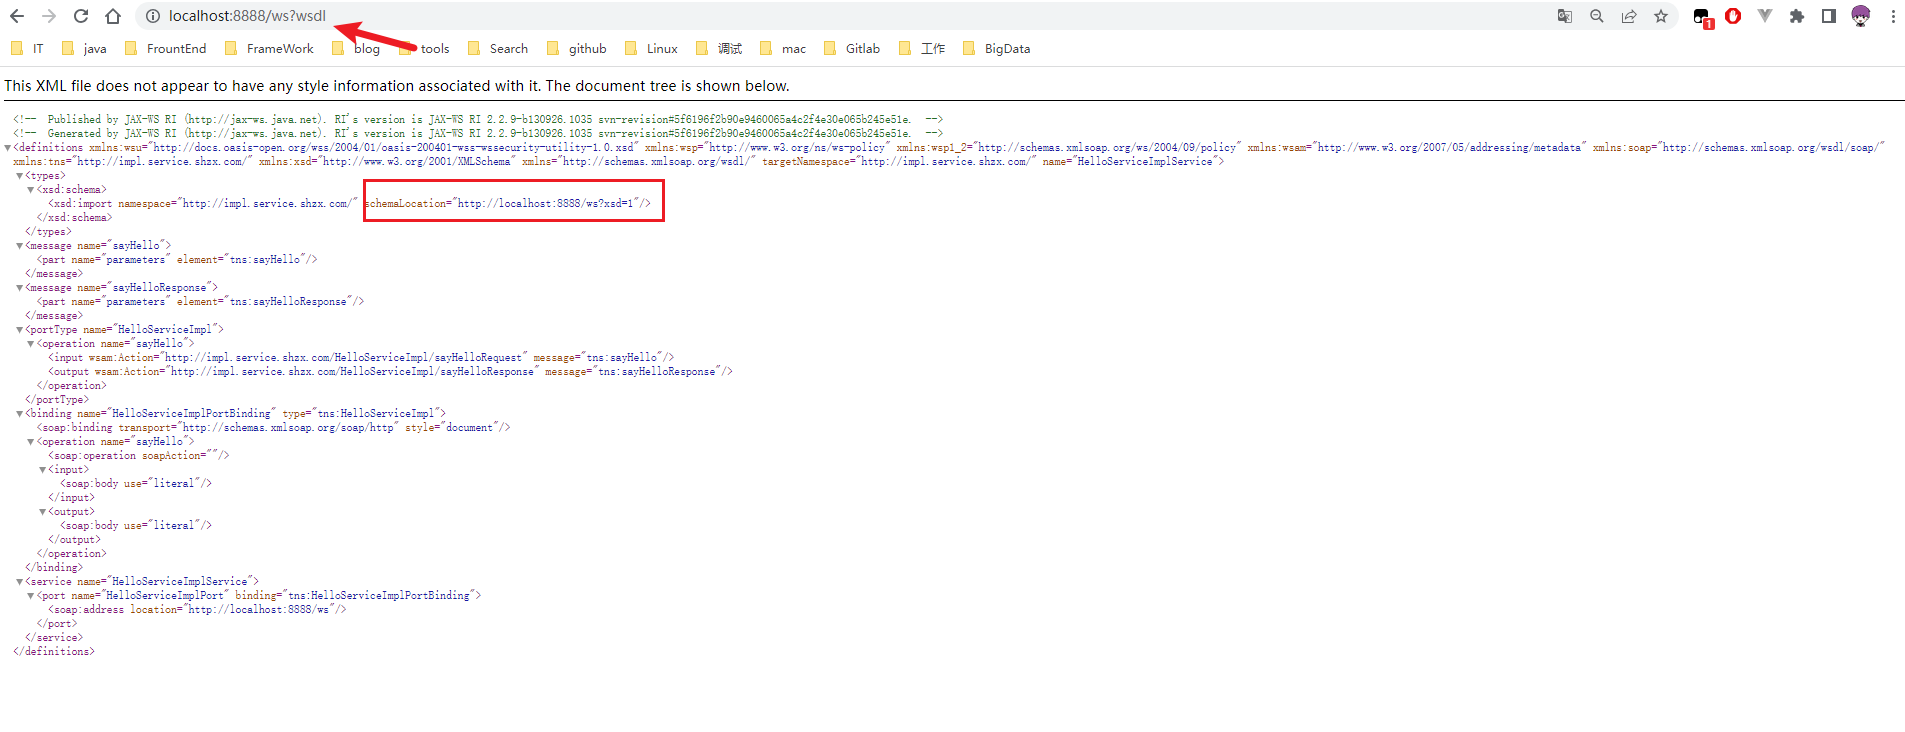 localhost:8888/ws?wsdl
1
IT java FrountEnd FrameWork blog tools Search github Linux 调试 mac Gitlab 工作 BigData
This XML file does not appear to have any style information associated with it. The document tree is shown below.
<!-- Published by JAX-WS RI (http://jax-ws.java.net). RI's version is JAX-WS RI 2.2.9-b130926.1035 svn-revision#5f6196f2b90e9460065a4c2f4e30e065b245e51e. -->
<!-- Generated by JAX-WS RI (http://jax-ws.java.net). RI's version is JAX-WS RI 2.2.9-b130926.1035 svn-revision#5f6196f2b90e9460065a4c2f4e30e065b245e51e. -->
<definitions xmlns:wsu="http://docs.oasis-open.org/wss/2004/01/oasis-200401-wss-wssecurity-utility-1.0.xsd" xmlns:wsp="http://www.w3.org/ns/ws-policy" xmlns:wsp1_2="http://schemas.xmlsoap.org/ws/2004/09/policy" xmlns:wsam="http://www.w3.org/2007/05/addressing/metadata" xmlns:soap="http://schemas.xmlsoap.org/wsdl/soap/"
xmlns:tns="http://impl.service.shzx.com/" xmlns:xsd="http://www.w3.org/2001/XMLSchema" xmlns="http://schemas.xmlsoap.org/wsdl/" targetNamespace="http://impl.service.shzx.com/" name="HelloServiceImplService">
<types>
<xsd:schema>
<xsd:import namespace="http://impl.service.shzx.com/" schemaLocation="http://localhost:8888/ws?xsd=1"/>
</xsd:schema>
</types>
<message name="sayHello">
<part name="parameters" element="tns:sayHello"/>
</message>
<message name="sayHelloResponse">
<part name="parameters" element="tns:sayHelloResponse"/>
</message>
<portType name="HelloServiceImpl">
<operation name="sayHello">
<input wsam:Action="http://impl.service.shzx.com/HelloServiceImpl/sayHelloRequest" message="tns:sayHello"/>
<output wsam:Action="http://impl.service.shzx.com/HelloServiceImpl/sayHelloResponse" message="tns:sayHelloResponse"/>
</operation>
</portType>
<binding name="HelloServiceImplPortBinding" type="tns:HelloServiceImpl">
<soap:binding transport="http://schemas.xmlsoap.org/soap/http" style="document"/>
<operation name="sayHello">
<soap:operation soapAction=""/>
<input>
<soap:body use="literal"/>
</input>
<output>
<soap:body use="literal"/>
</output>
</operation>
</binding>
<service name="HelloServiceImplService">
<port name="HelloServiceImplPort" binding="tns:HelloServiceImplPortBinding">
<soap:address location="http://localhost:8888/ws"/>
</port>
</service>
</definitions>